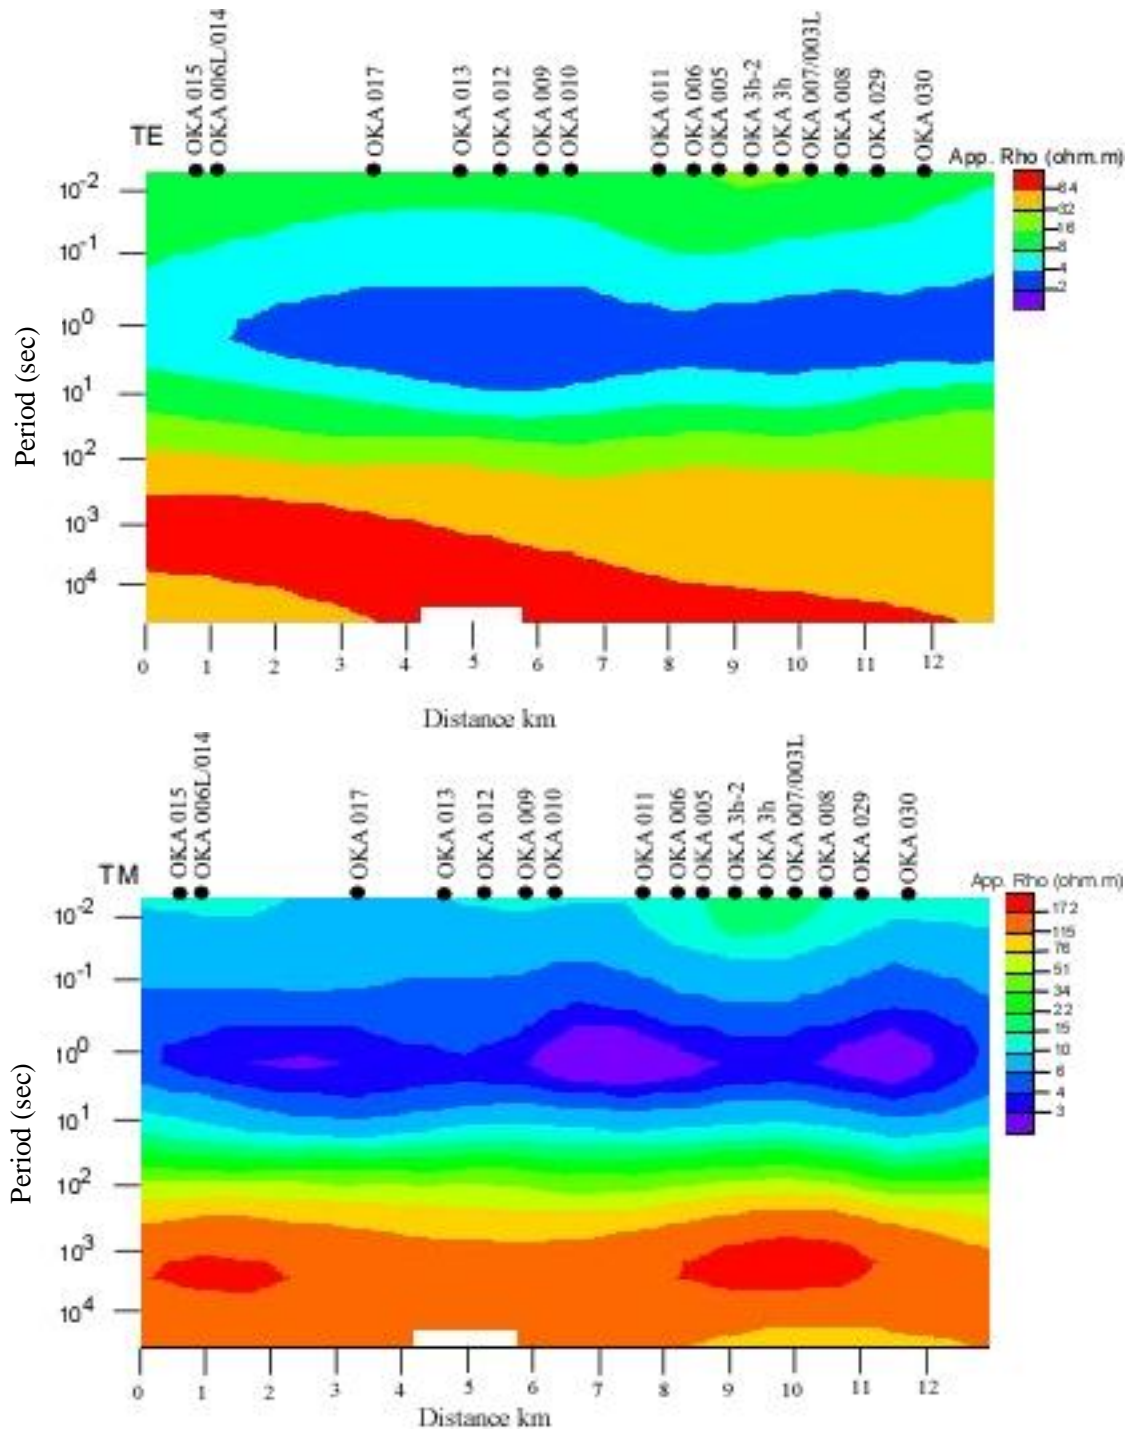 OKA 015
OKA 006L/014
OKA 017
OKA 013
OKA 012
OKA 009
OKA 010
OKA 011
OKA 006
OKA 005
OKA 3h-2
OKA 3h
OKA 007/003L
OKA 008
OKA 029
OKA 030
TE
App. Rho (ohm.m)
64
32
16
8
4
2
Period (sec)
10-2
10-1
100
101
102
103
104
0 1 2 3 4 5 6 7 8 9 10 11 12
Distance km
OKA 015
OKA 006L/014
OKA 017
OKA 013
OKA 012
OKA 009
OKA 010
OKA 011
OKA 006
OKA 005
OKA 3h-2
OKA 3h
OKA 007/003L
OKA 008
OKA 029
OKA 030
TM
App. Rho (ohm.m)
172
115
76
51
34
22
15
10
6
4
3
Period (sec)
10-2
10-1
100
101
102
103
104
0 1 2 3 4 5 6 7 8 9 10 11 12
Distance km